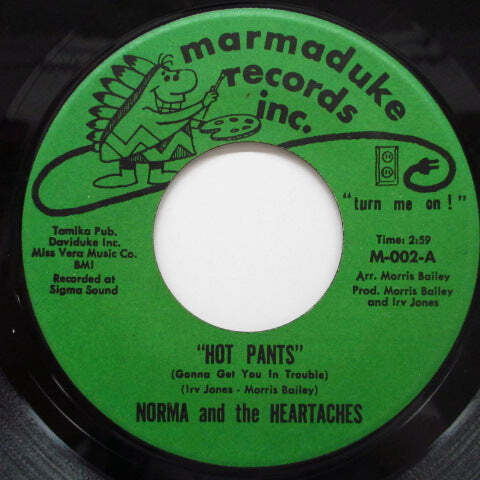 marmaduke
records
inc.
"turn me on!"
Tamika Pub.
Daviduke Inc.
Miss Vera Music Co.
BMI
Recorded at
Sigma Sound
Time: 2:59
M-002-A
Arr. Morris Bailey
Prod. Morris Bailey
and Irv Jones
"HOT PANTS"
(Gonna Get You In Trouble)
(Irv Jones - Morris Bailey)
NORMA and the HEARTACHES